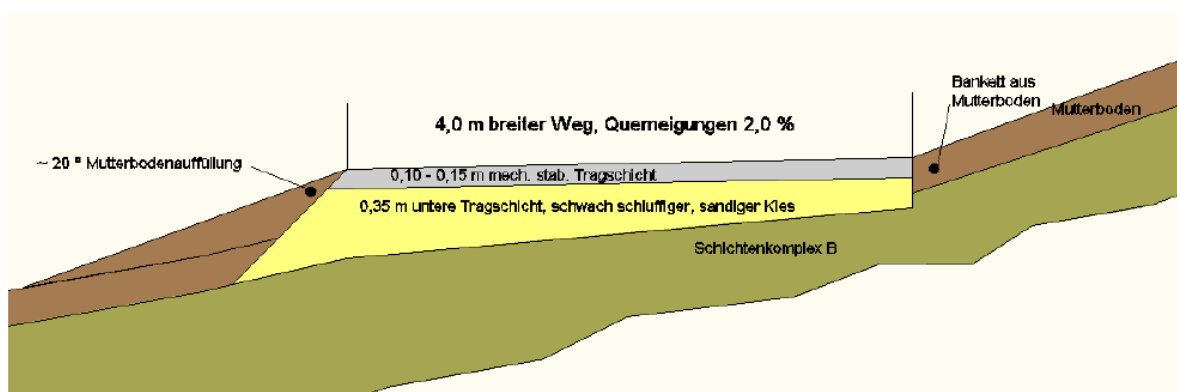 4,0 m breiter Weg, Querneigungen 2,0 %
Bankett aus
Mutterboden
Mutterboden
~ 20 ° Mutterbodenauffüllung
0,10 - 0,15 m mech. stab. Tragschicht
0,35 m untere Tragschicht, schwach schluffiger, sandiger Kies
Schichtenkomplex B